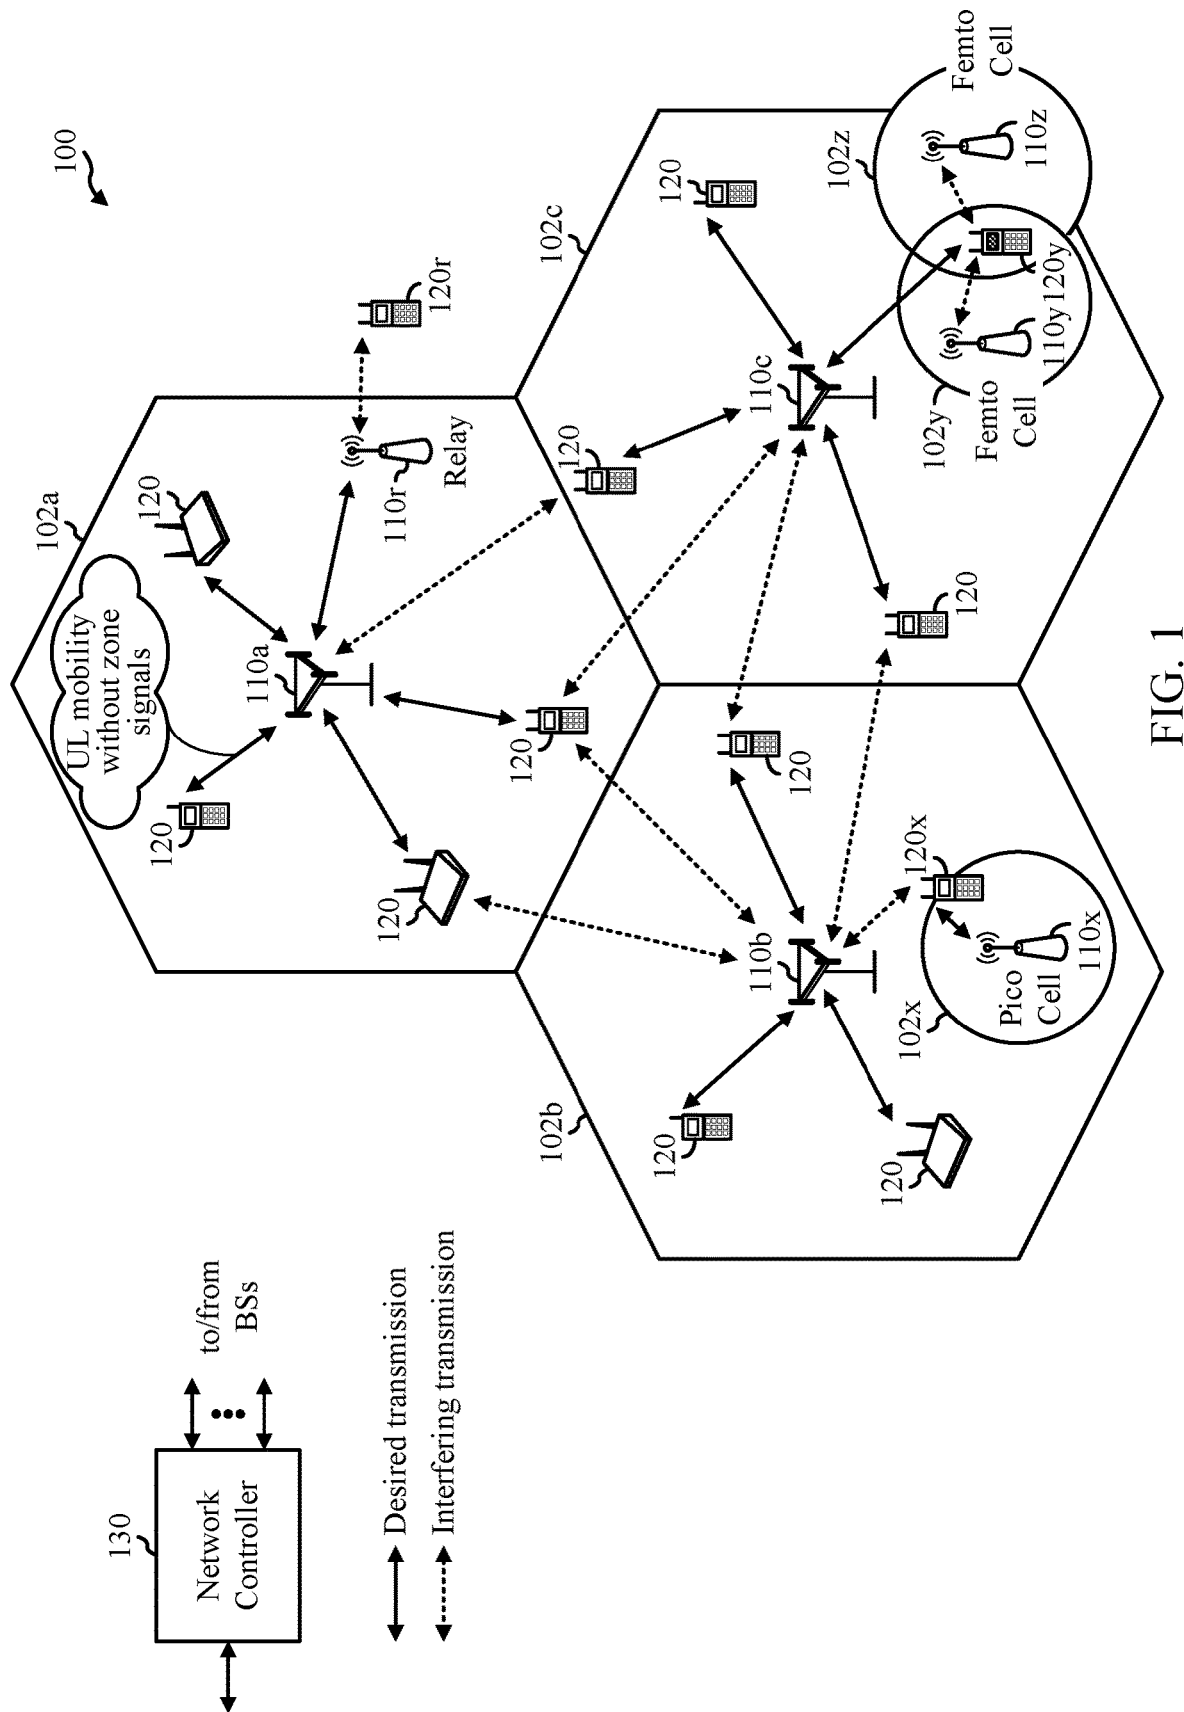 100
130
Network
Controller
to/from
BSs
Desired transmission
Interfering transmission
102a
UL mobility
without zone
signals
120
120
110a
120
120
110r
Relay
120r
102b
120
120
110b
120
102x
Pico
Cell
110x
120x
102c
120
120
110c
120
102y
Femto
Cell
110y
120y
102z
Femto
Cell
110z
FIG. 1